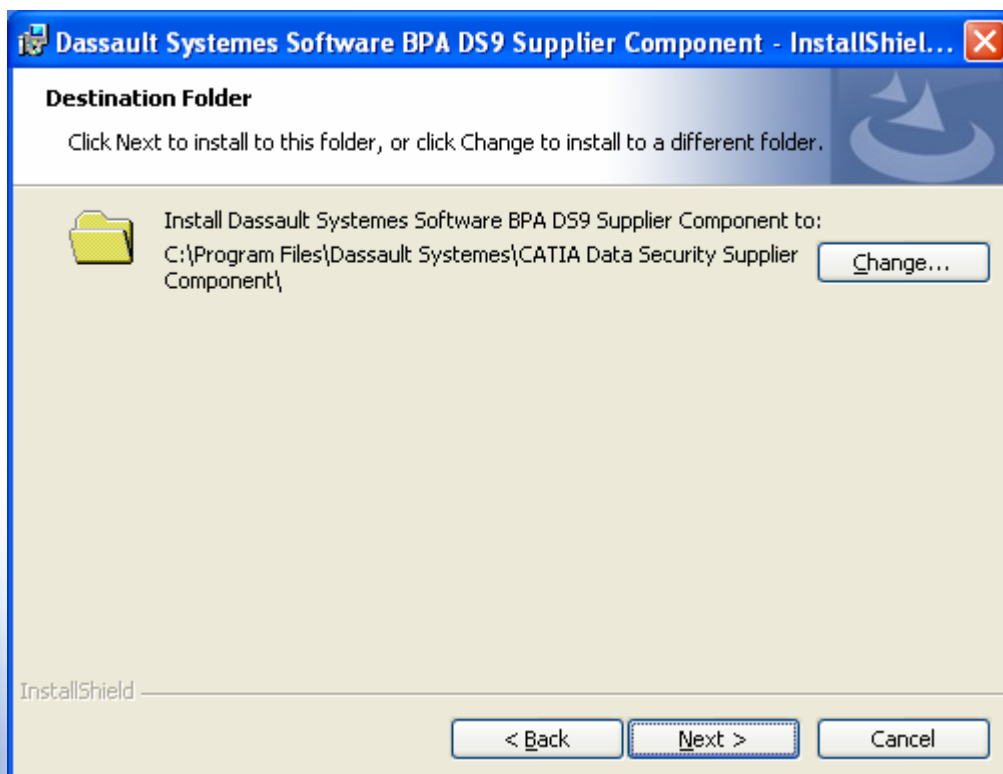 Dassault Systemes Software BPA DS9 Supplier Component - InstallShiel...
Destination Folder
Click Next to install to this folder, or click Change to install to a different folder.
Install Dassault Systemes Software BPA DS9 Supplier Component to:
C:\Program Files\Dassault Systemes\CATIA Data Security Supplier
Component\
Change...
InstallShield
< Back
Next >
Cancel